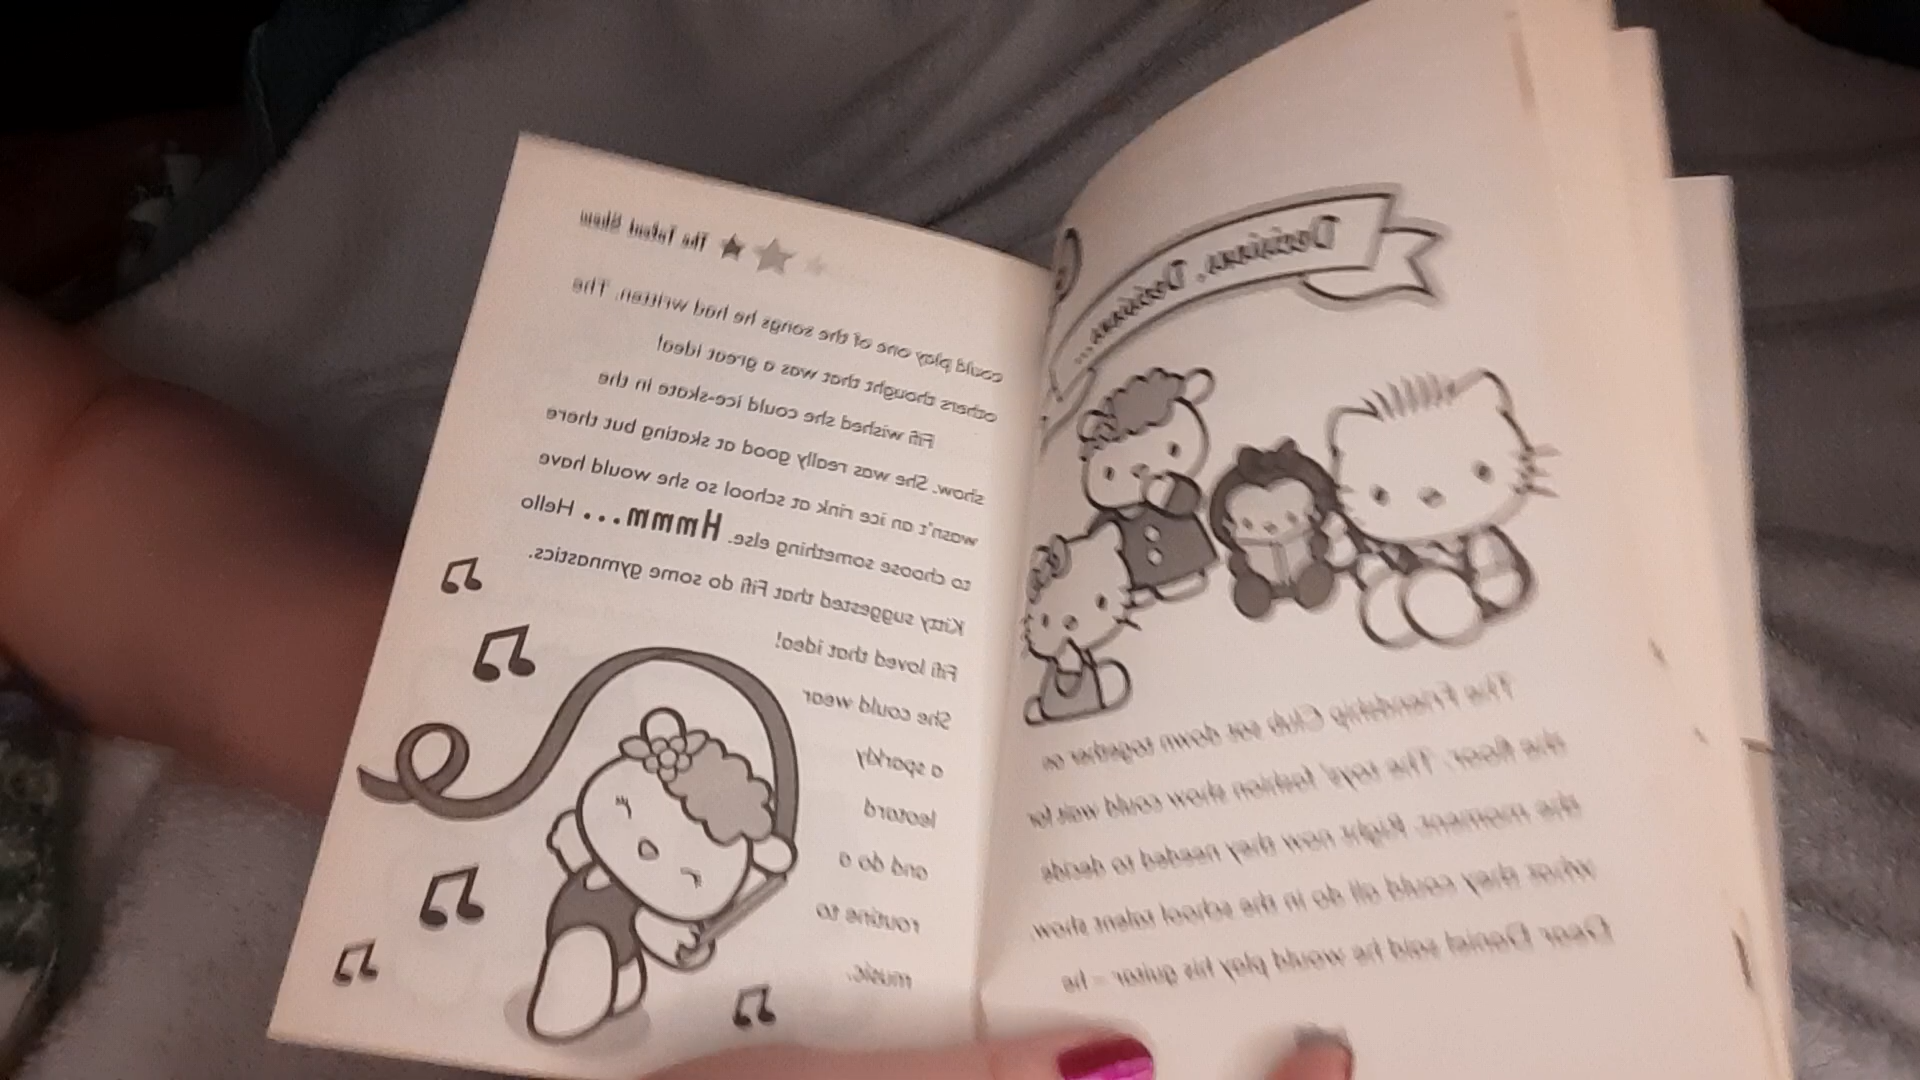 Decisions, Decisions...
The Friendship Club sat down together on
the floor. The toys' fashion show could wait for
the moment. Right now they needed to decide
what they could all do in the school talent show.
Dear Daniel said he would play his guitar – he
The Talent Show
could play one of the songs he had written. The
others thought that was a great idea!
Fifi wished she could ice-skate in the
show. She was really good at skating but there
wasn't an ice rink at school so she would have
to choose something else. Hmmm... Hello
Kitty suggested that Fifi do some gymnastics.
Fifi loved that idea!
She could wear
a sparkly
leotard
and do a
routine to
music.